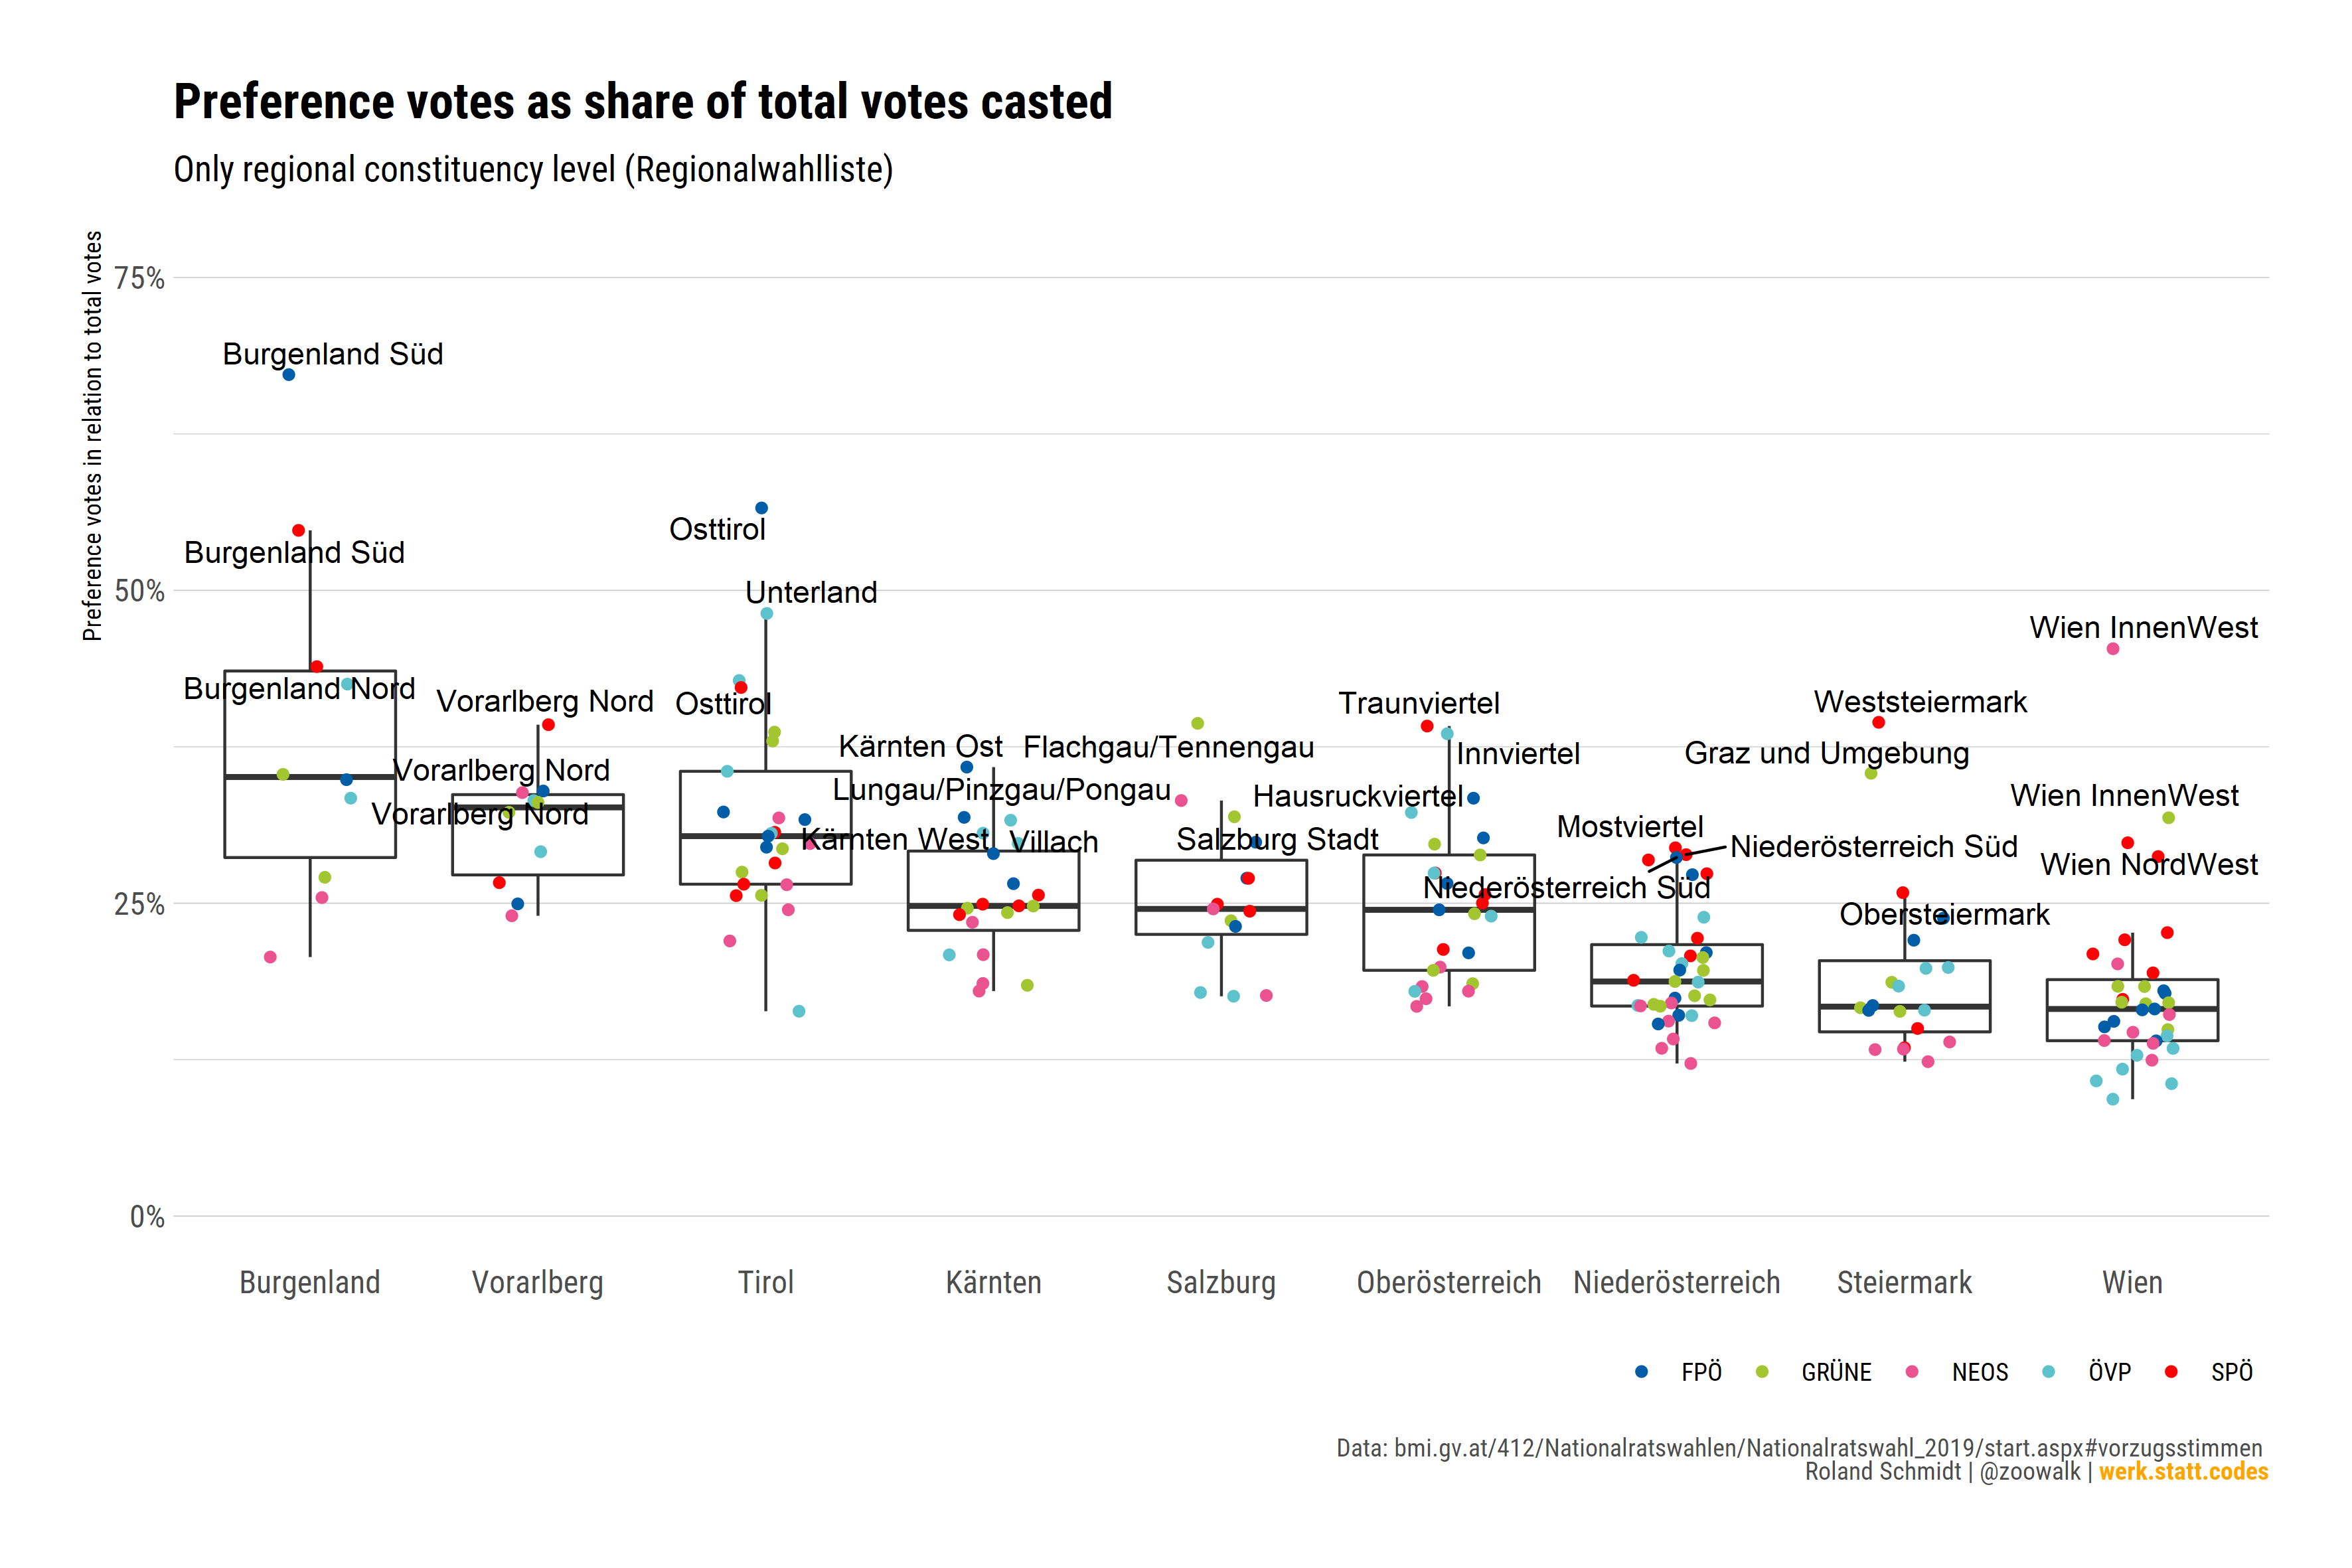 Preference votes as share of total votes casted
Only regional constituency level (Regionalwahlliste)
Preference votes in relation to total votes
75%
50%
25%
0%
Burgenland Süd
Burgenland Süd
Burgenland Nord
Vorarlberg Nord
Vorarlberg Nord
Vorarlberg Nord
Osttirol
Unterland
Osttirol
Kärnten Ost
Lungau/Pinzgau/Pongau
Kärnten West
Villach
Flachgau/Tennengau
Salzburg Stadt
Traunviertel
Innviertel
Hausruckviertel
Mostviertel
Niederösterreich Süd
Niederösterreich Süd
Weststeiermark
Graz und Umgebung
Obersteiermark
Wien InnenWest
Wien InnenWest
Wien NordWest
Burgenland
Vorarlberg
Tirol
Kärnten
Salzburg
Oberösterreich
Niederösterreich
Steiermark
Wien
FPÖ
GRÜNE
NEOS
ÖVP
SPÖ
Data: bmi.gv.at/412/Nationalratswahlen/Nationalratswahl_2019/start.aspx#vorzugsstimmen
Roland Schmidt | @zoowalk | werk.statt.codes